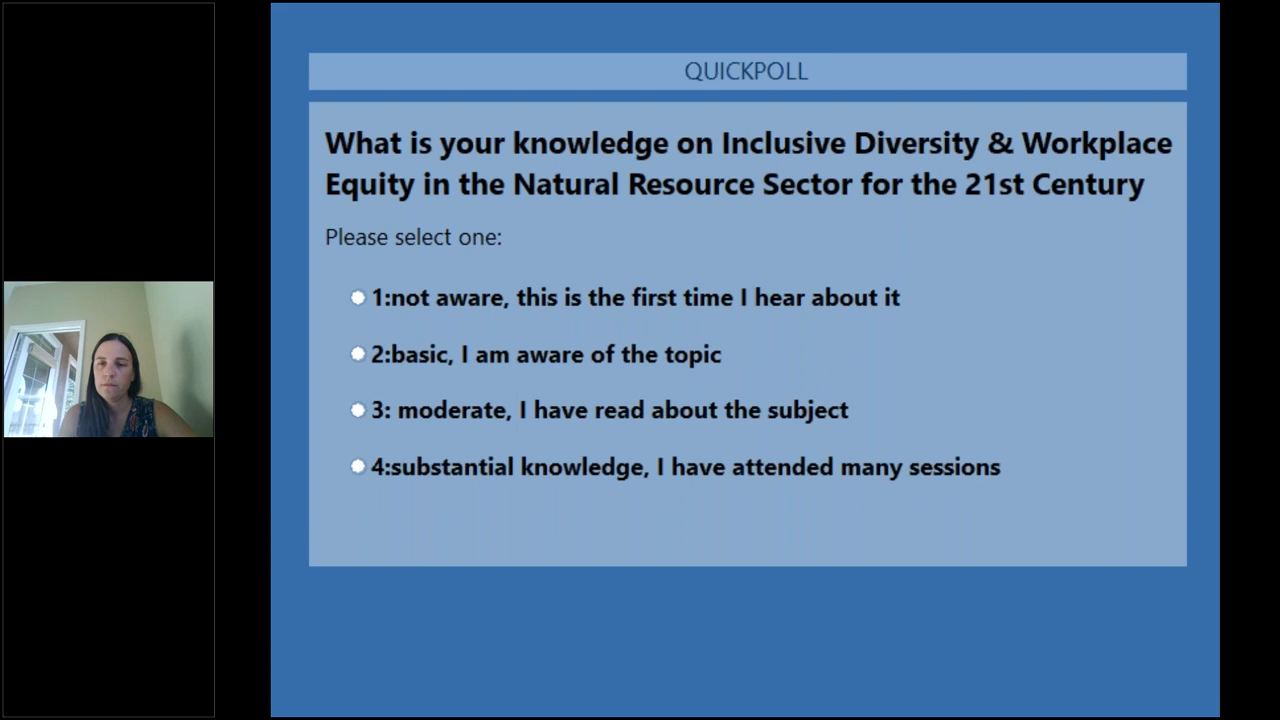 QUICKPOLL
What is your knowledge on Inclusive Diversity & Workplace
Equity in the Natural Resource Sector for the 21st Century
Please select one:
1:not aware, this is the first time I hear about it
2:basic, I am aware of the topic
3: moderate, I have read about the subject
4:substantial knowledge, I have attended many sessions